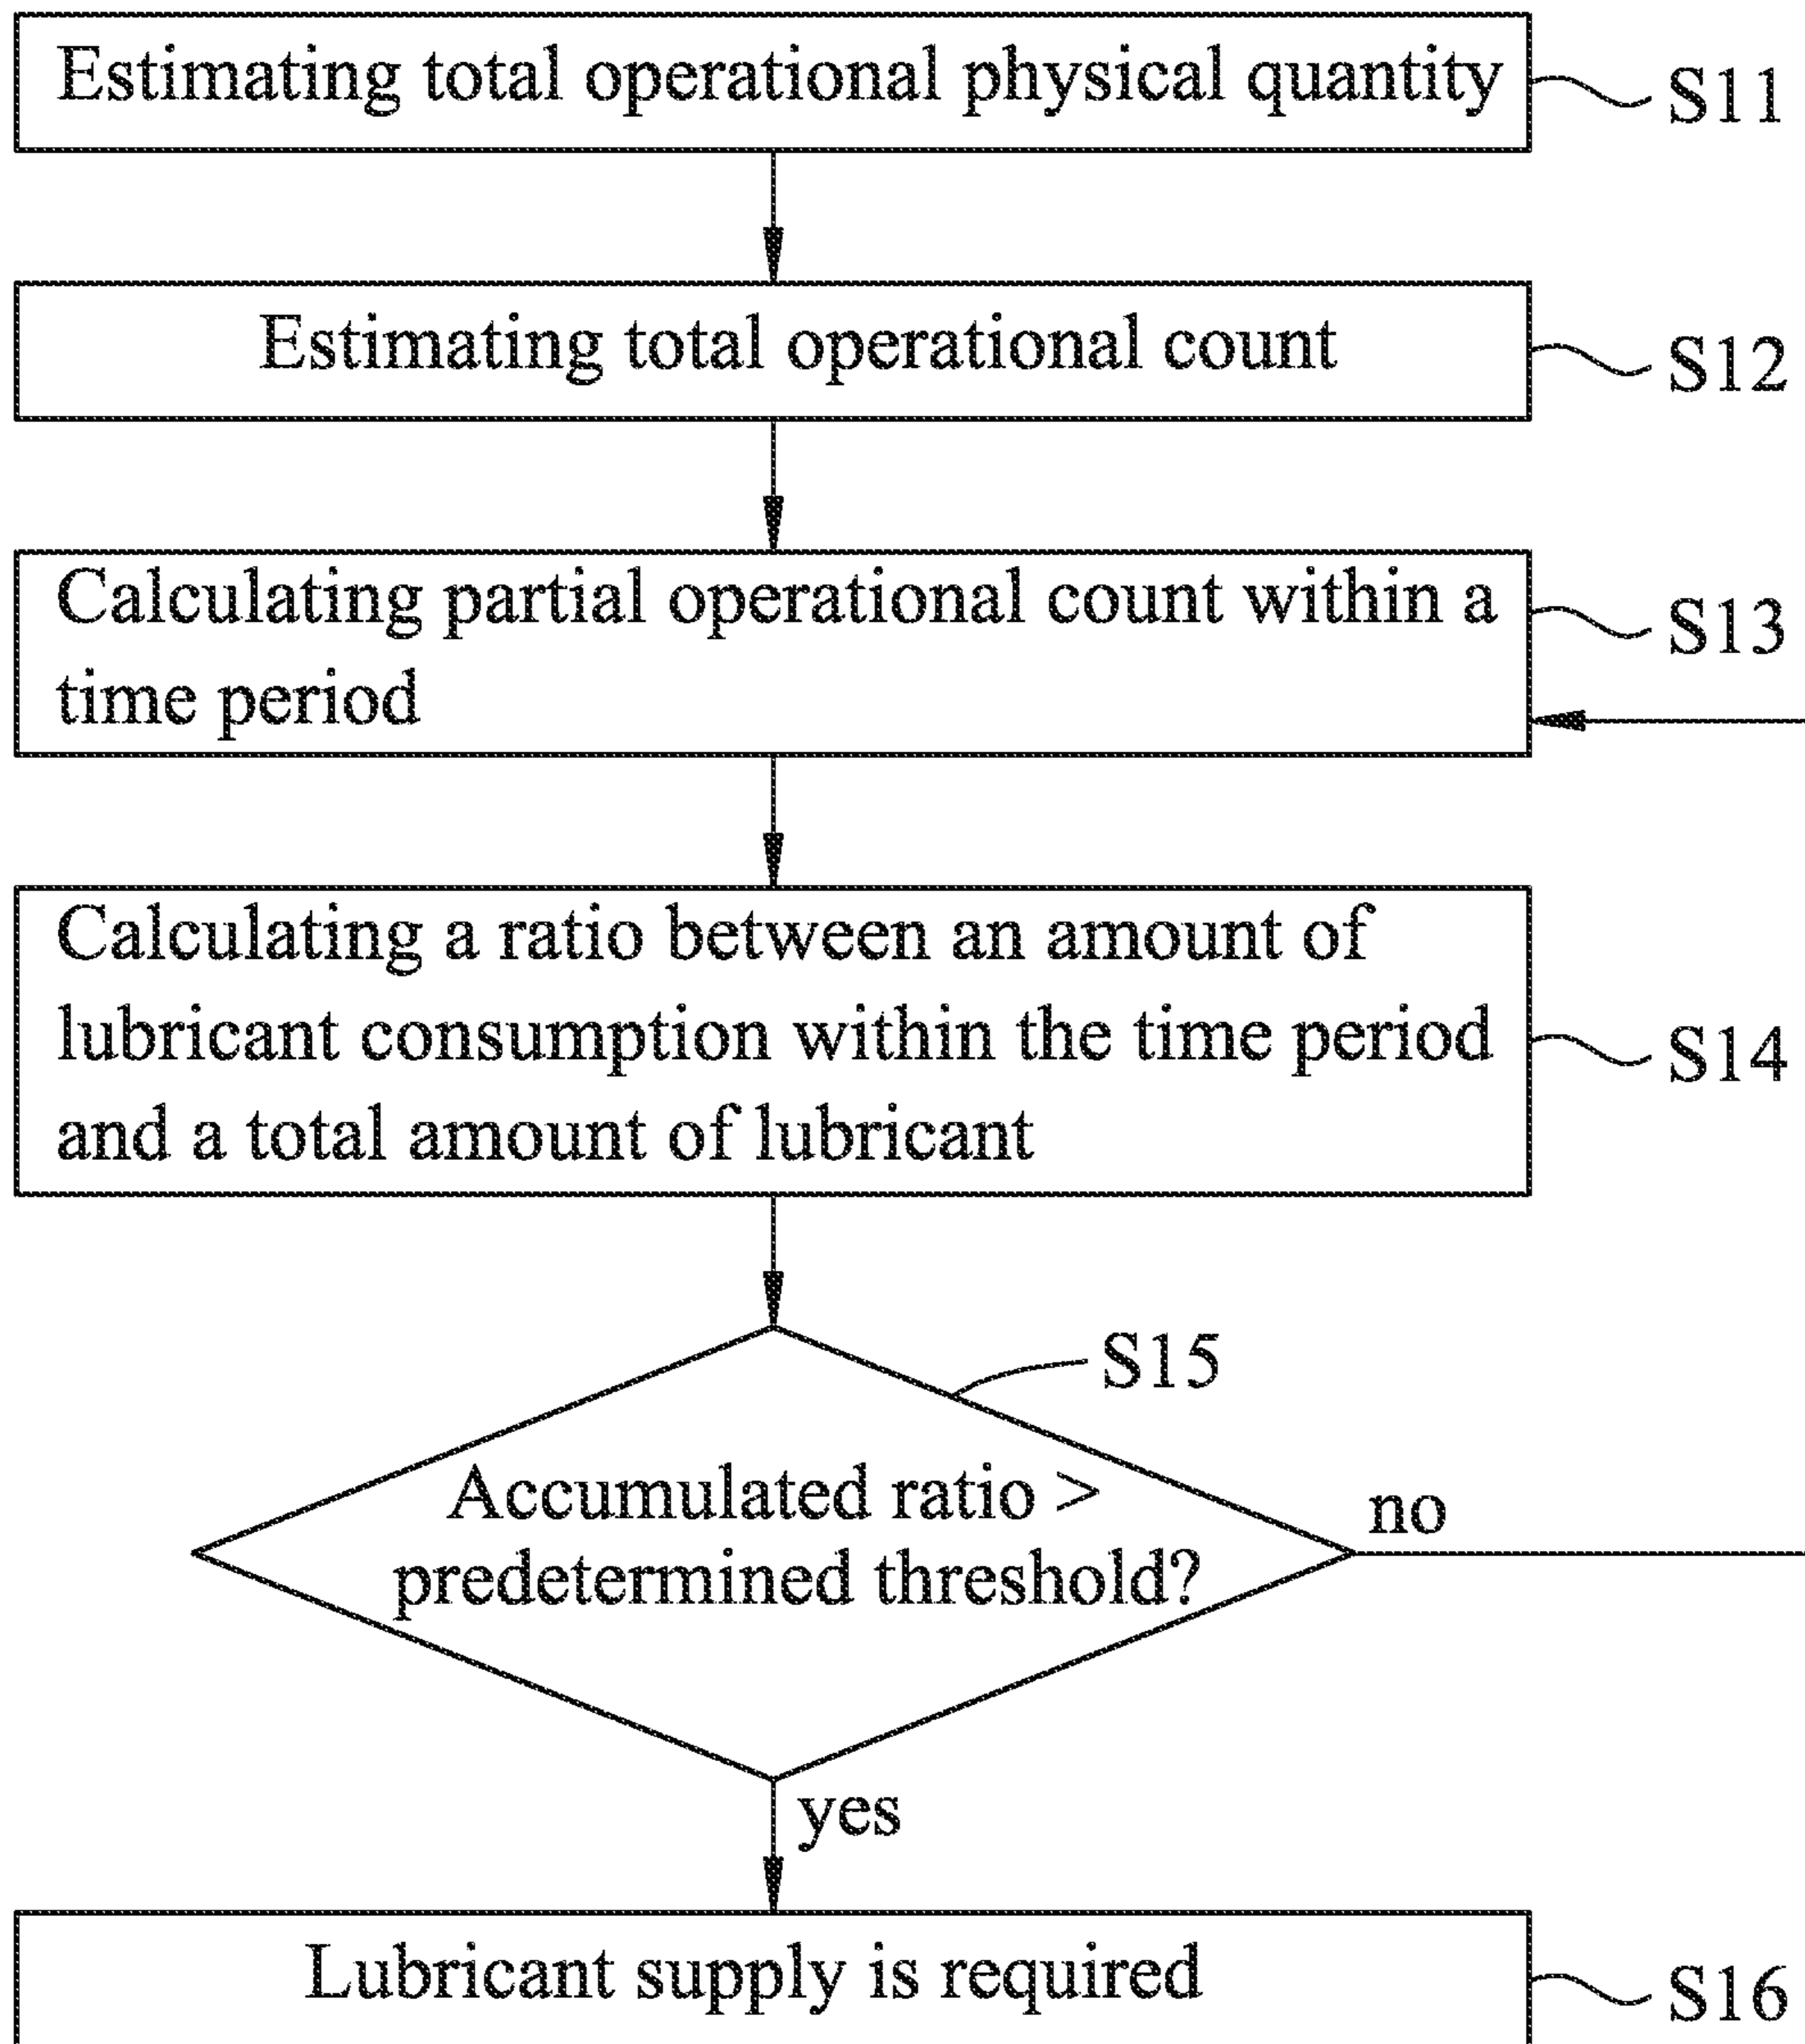 Estimating total operational physical quantity
S11
Estimating total operational count
S12
Calculating partial operational count within a
time period
S13
Calculating a ratio between an amount of
lubricant consumption within the time period
and a total amount of lubricant
S14
S15
Accumulated ratio >
predetermined threshold?
no
yes
Lubricant supply is required
S16